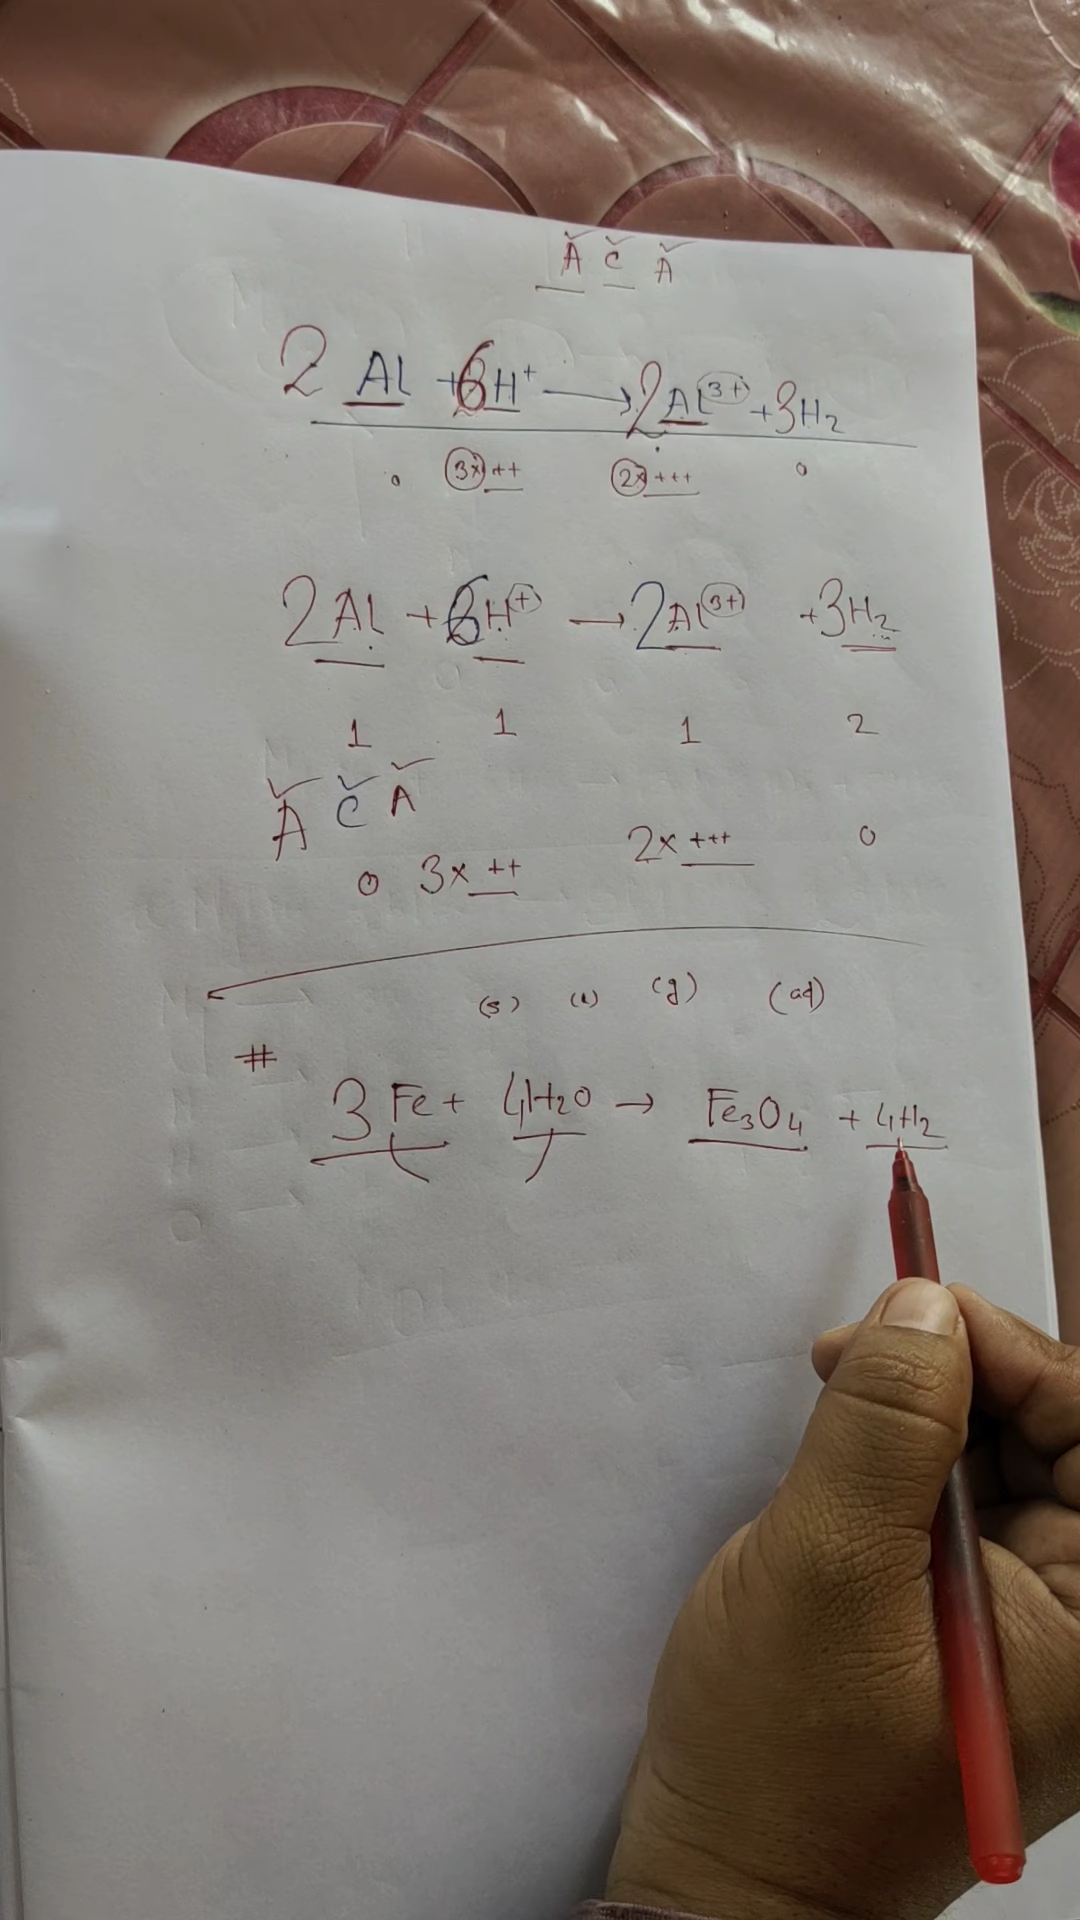 A C A
2 Al + 6H⁺ → 2Al³⁺ + 3H₂
0 3x++ 2x+++ 0
2Al + 6H⁺ → 2Al³⁺ + 3H₂
1 1 1 2
A C A
0 3x++ 2x+++ 0
(s) (l) (g) (aq)
#
3Fe + 4H₂O → Fe₃O₄ + 4H₂